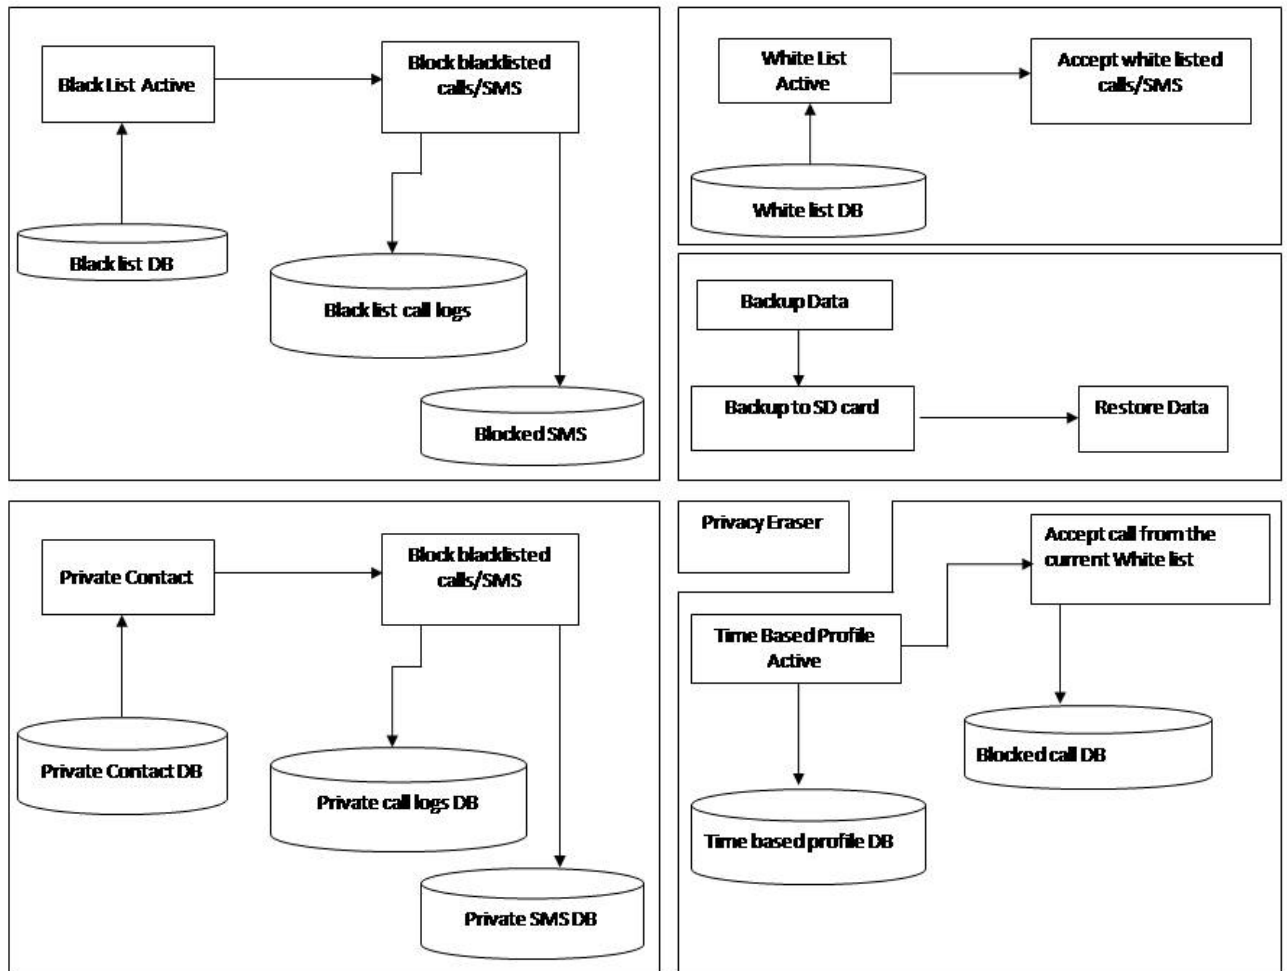 Black List Active
Block blacklisted
calls/SMS
Black list DB
Black list call logs
Blocked SMS
White List
Active
Accept white listed
calls/SMS
White list DB
Backup Data
Backup to SD card
Restore Data
Private Contact
Block blacklisted
calls/SMS
Private Contact DB
Private call logs DB
Private SMS DB
Privacy Eraser
Accept call from the
current White list
Time Based Profile
Active
Blocked call DB
Time based profile DB